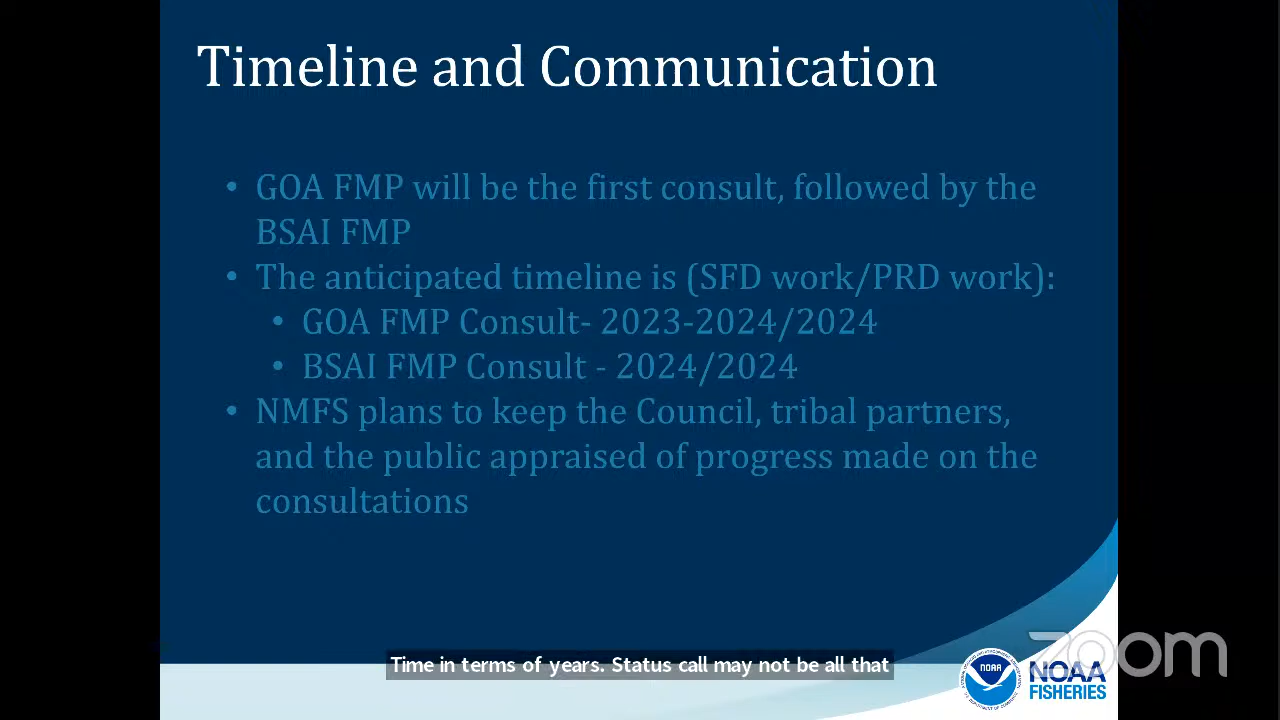 Timeline and Communication
• GOA FMP will be the first consult, followed by the
BSAI FMP
• The anticipated timeline is (SFD work/PRD work):
• GOA FMP Consult- 2023-2024/2024
• BSAI FMP Consult - 2024/2024
• NMFS plans to keep the Council, tribal partners,
and the public appraised of progress made on the
consultations
Time in terms of years. Status call may not be all that
zoom
NOAA
NOAA
FISHERIES